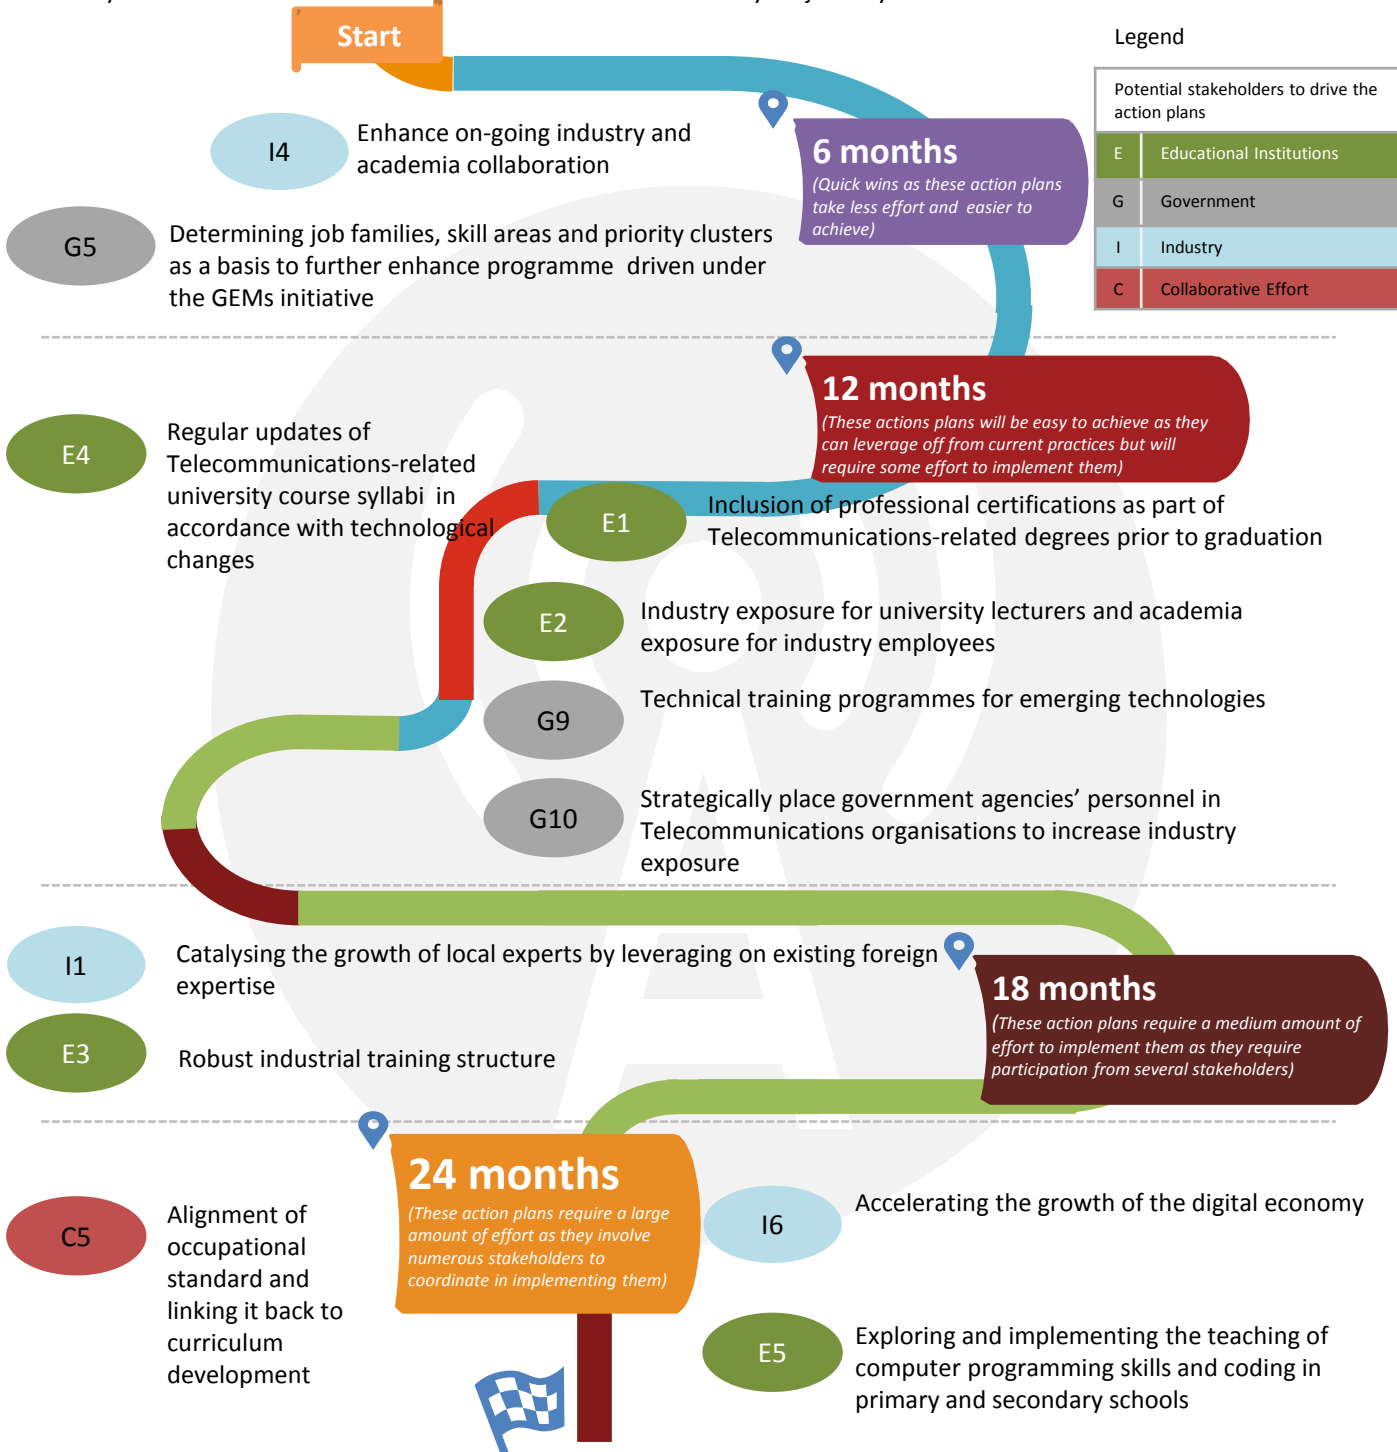 Start
Legend
Potential stakeholders to drive the
action plans
E Educational Institutions
G Government
I Industry
C Collaborative Effort
6 months
(Quick wins as these action plans
take less effort and easier to
achieve)
I4
Enhance on-going industry and
academia collaboration
G5
Determining job families, skill areas and priority clusters
as a basis to further enhance programme driven under
the GEMs initiative
12 months
(These actions plans will be easy to achieve as they
can leverage off from current practices but will
require some effort to implement them)
E4
Regular updates of
Telecommunications-related
university course syllabi in
accordance with technological
changes
E1
Inclusion of professional certifications as part of
Telecommunications-related degrees prior to graduation
E2
Industry exposure for university lecturers and academia
exposure for industry employees
G9
Technical training programmes for emerging technologies
G10
Strategically place government agencies’ personnel in
Telecommunications organisations to increase industry
exposure
I1
Catalysing the growth of local experts by leveraging on existing foreign
expertise
18 months
(These action plans require a medium amount of
effort to implement them as they require
participation from several stakeholders)
E3
Robust industrial training structure
24 months
(These action plans require a large
amount of effort as they involve
numerous stakeholders to
coordinate in implementing them)
C5
Alignment of
occupational
standard and
linking it back to
curriculum
development
I6
Accelerating the growth of the digital economy
E5
Exploring and implementing the teaching of
computer programming skills and coding in
primary and secondary schools